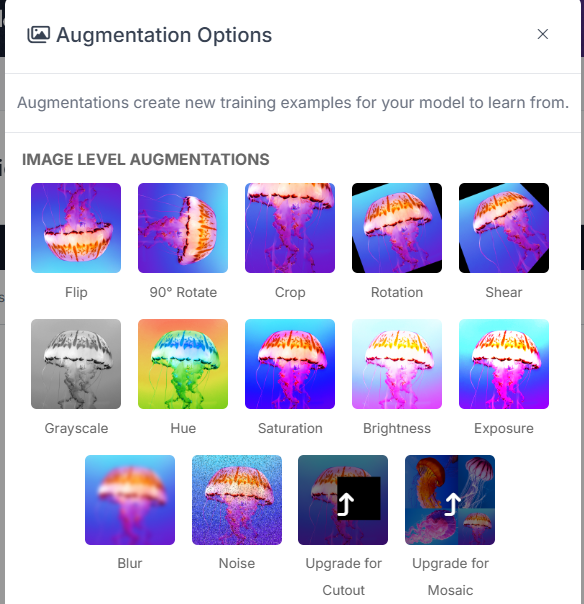 Augmentation Options
Augmentations create new training examples for your model to learn from.
IMAGE LEVEL AUGMENTATIONS
Flip
90° Rotate
Crop
Rotation
Shear
Grayscale
Hue
Saturation
Brightness
Exposure
Blur
Noise
Upgrade for
Cutout
Upgrade for
Mosaic